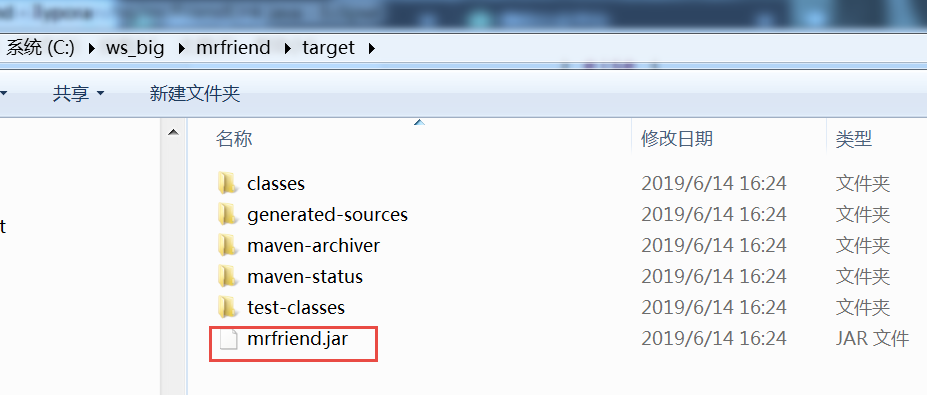 系统 (C:) ws_big mrfriend target
共享 新建文件夹
名称 修改日期 类型
classes 2019/6/14 16:24 文件夹
generated-sources 2019/6/14 16:24 文件夹
maven-archiver 2019/6/14 16:24 文件夹
maven-status 2019/6/14 16:24 文件夹
t
test-classes 2019/6/14 16:24 文件夹
mrfriend.jar 2019/6/14 16:24 JAR 文件